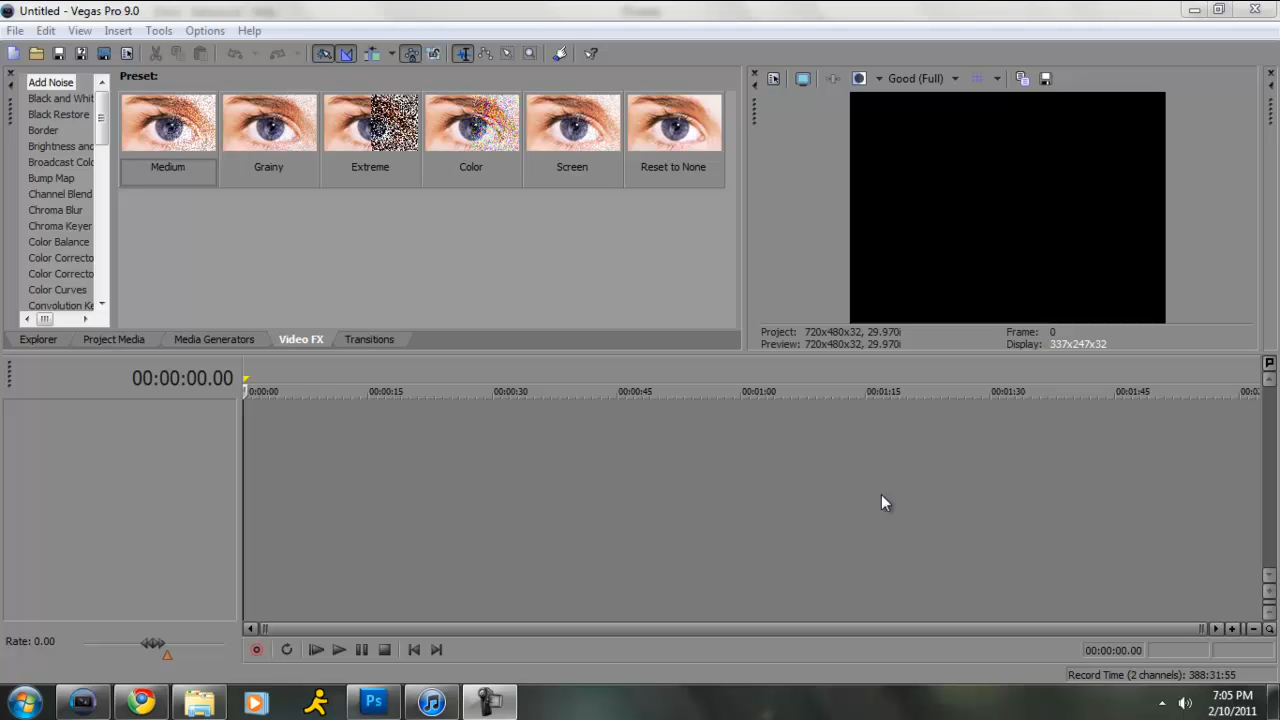 Untitled - Vegas Pro 9.0
File Edit View Insert Tools Options Help
Add Noise
Black and Whit
Black Restore
Border
Brightness and
Broadcast Colo
Bump Map
Channel Blend
Chroma Blur
Chroma Keyer
Color Balance
Color Correcto
Color Correcto
Color Curves
Convolution Ke
Preset:
Medium Grainy Extreme Color Screen Reset to None
Good (Full)
Project: 720x480x32, 29.970i Frame: 0
Preview: 720x480x32, 29.970i Display: 337x247x32
Explorer Project Media Media Generators Video FX Transitions
00:00:00.00
0:00:00 00:00:15 00:00:30 00:00:45 00:01:00 00:01:15 00:01:30 00:01:45
Rate: 0.00
00:00:00.00
Record Time (2 channels): 388:31:55
Ps
7:05 PM
2/10/2011